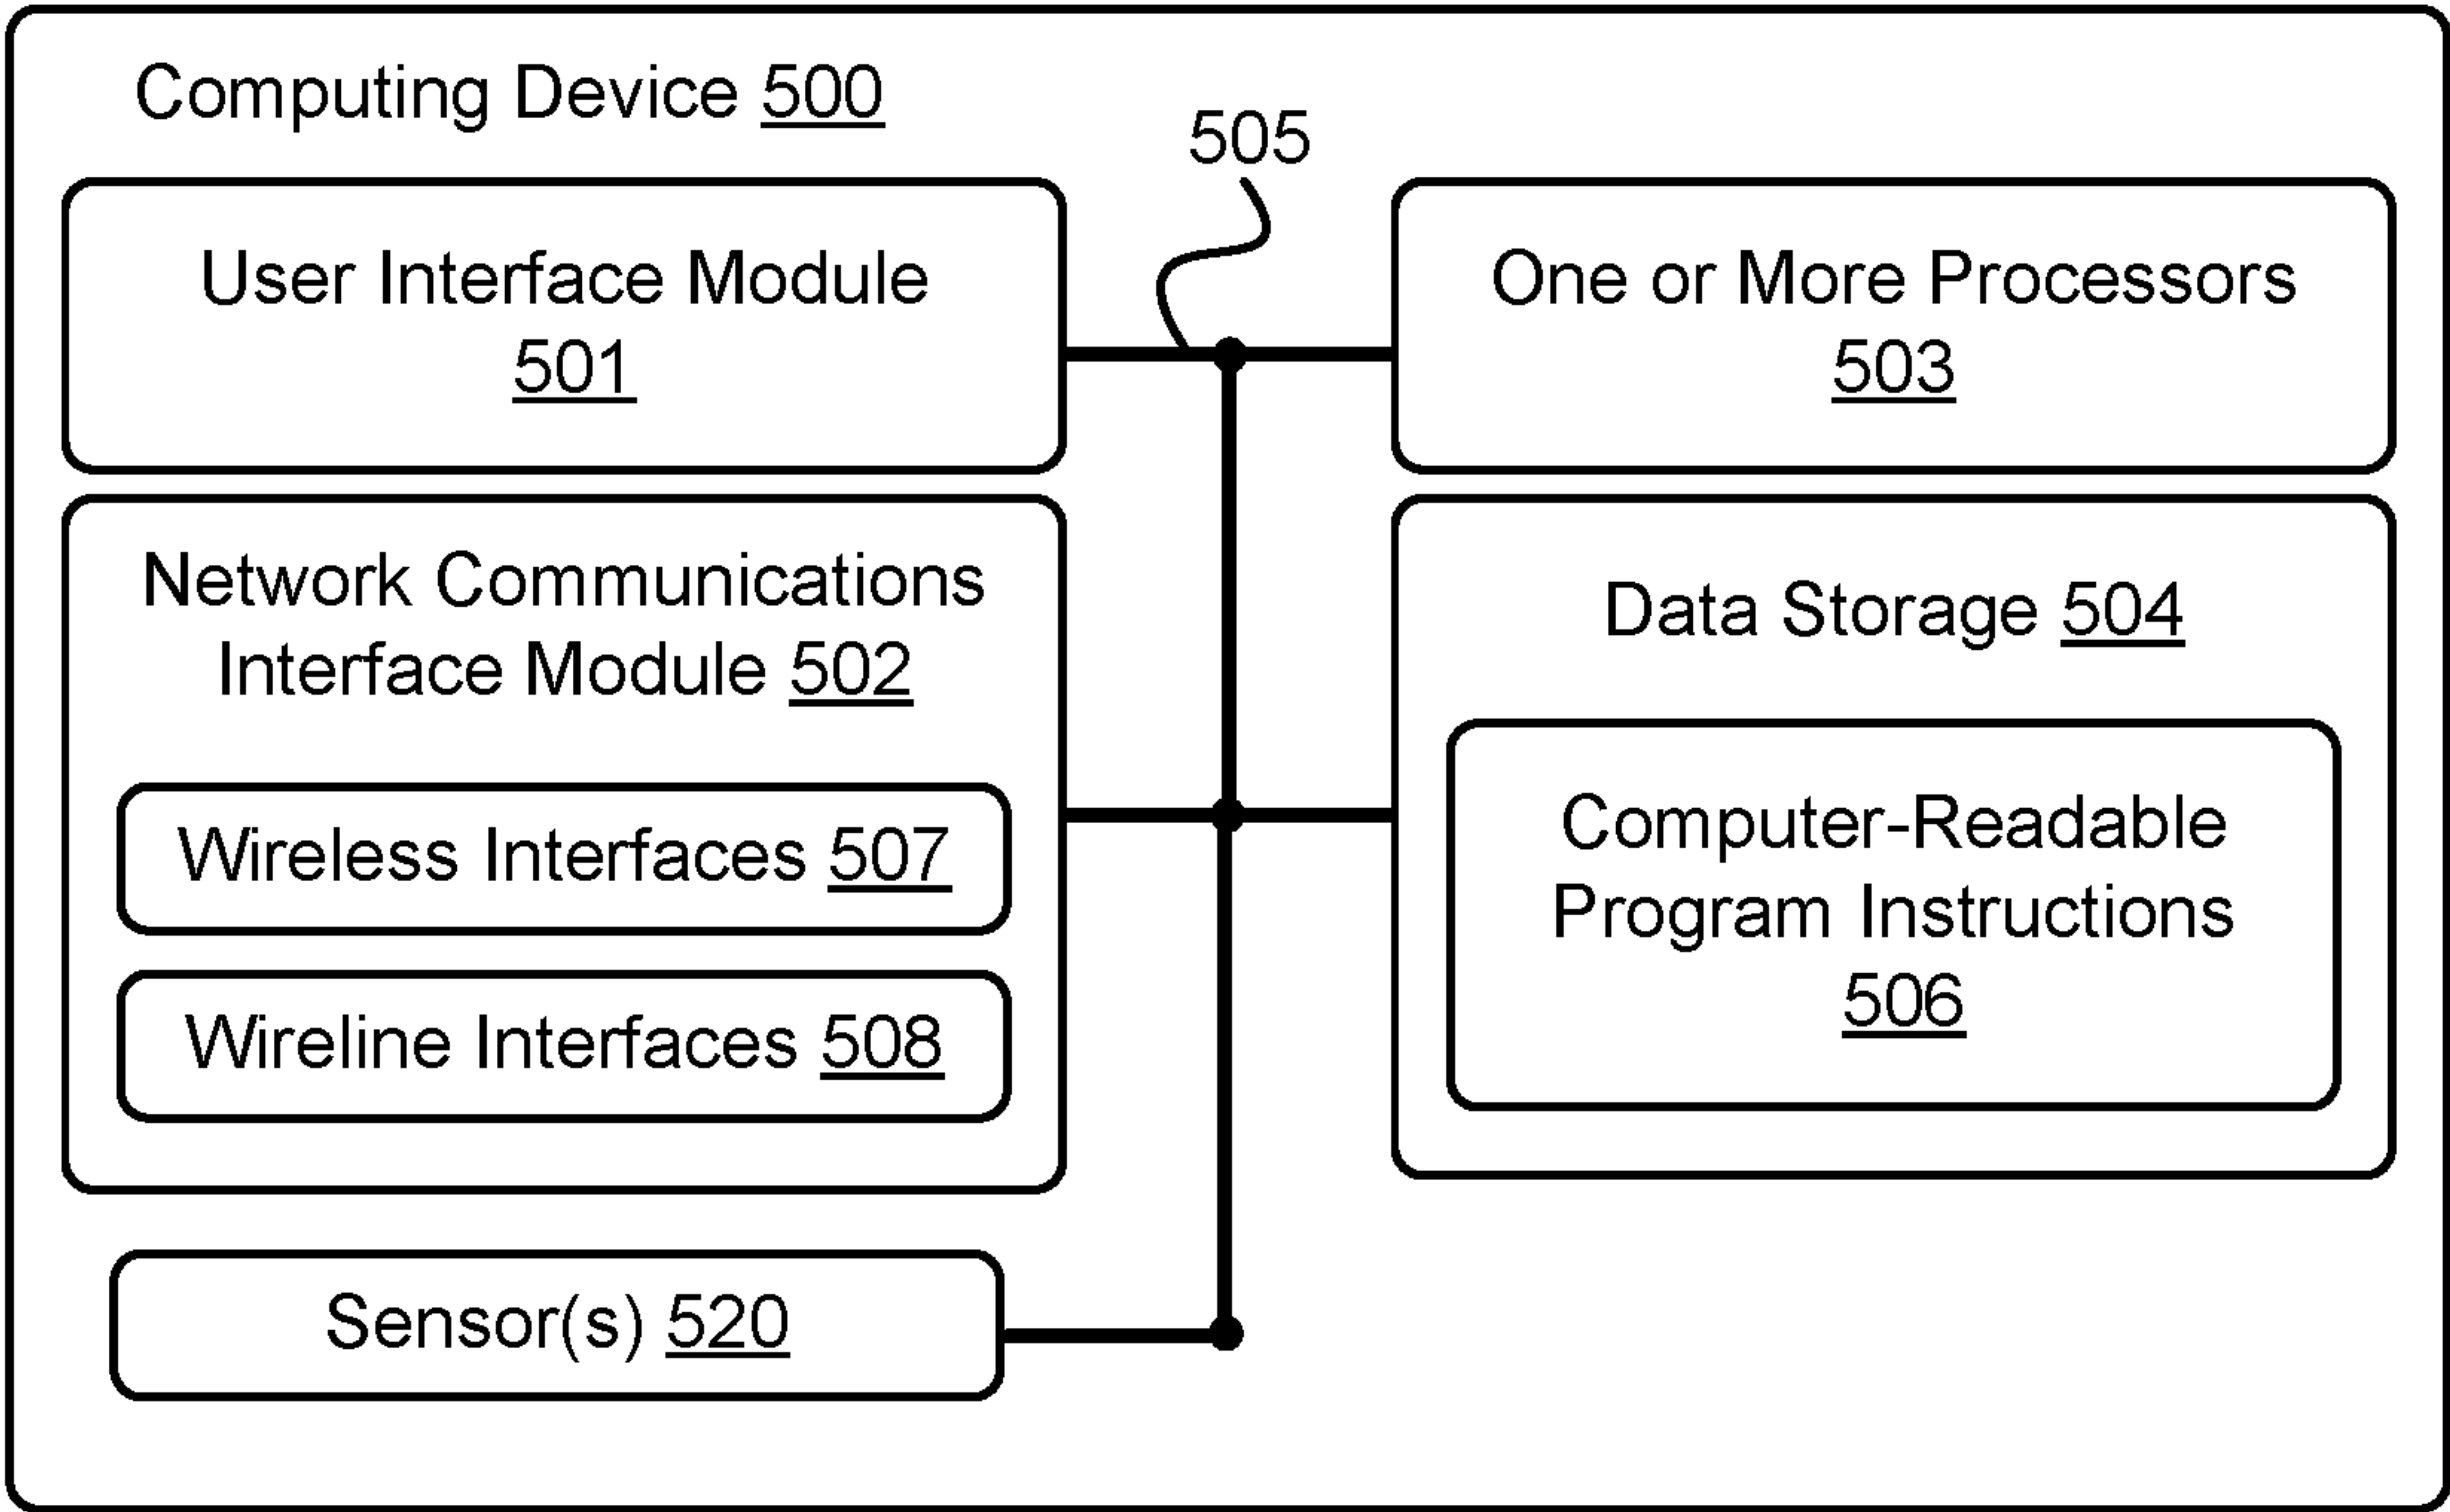 Computing Device 500
505
User Interface Module
501
One or More Processors
503
Network Communications
Interface Module 502
Wireless Interfaces 507
Wireline Interfaces 508
Data Storage 504
Computer-Readable
Program Instructions
506
Sensor(s) 520